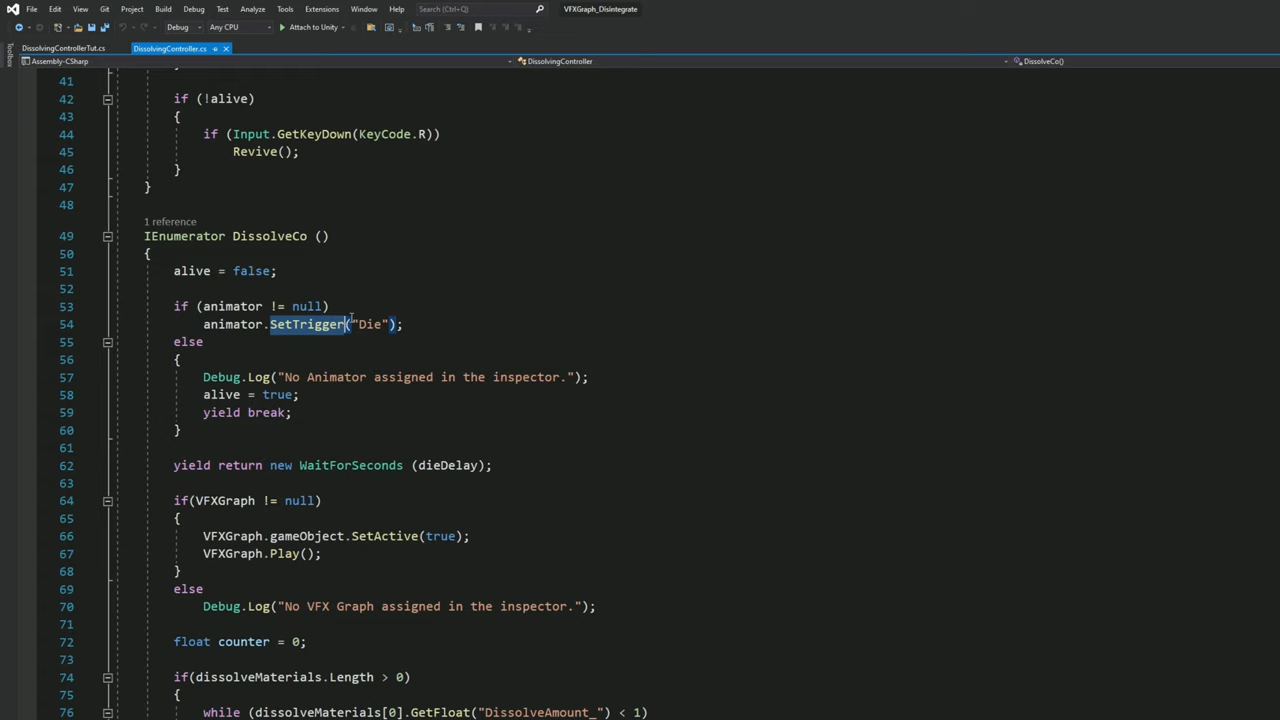 File Edit View Git Project Build Debug Test Analyze Tools Extensions Window Help Search (Ctrl+Q) VFXGraph_Disintegrate
Debug Any CPU Attach to Unity
Toolbox
DissolvingControllerTut.cs DissolvingController.cs
Assembly-CSharp DissolvingController DissolveCo()
41
42 if (!alive)
43 {
44 if (Input.GetKeyDown(KeyCode.R))
45 Revive();
46 }
47 }
48
1 reference
49 IEnumerator DissolveCo ()
50 {
51 alive = false;
52
53 if (animator != null)
54 animator.SetTrigger("Die");
55 else
56 {
57 Debug.Log("No Animator assigned in the inspector.");
58 alive = true;
59 yield break;
60 }
61
62 yield return new WaitForSeconds (dieDelay);
63
64 if(VFXGraph != null)
65 {
66 VFXGraph.gameObject.SetActive(true);
67 VFXGraph.Play();
68 }
69 else
70 Debug.Log("No VFX Graph assigned in the inspector.");
71
72 float counter = 0;
73
74 if(dissolveMaterials.Length > 0)
75 {
76 while (dissolveMaterials[0].GetFloat("DissolveAmount_") < 1)